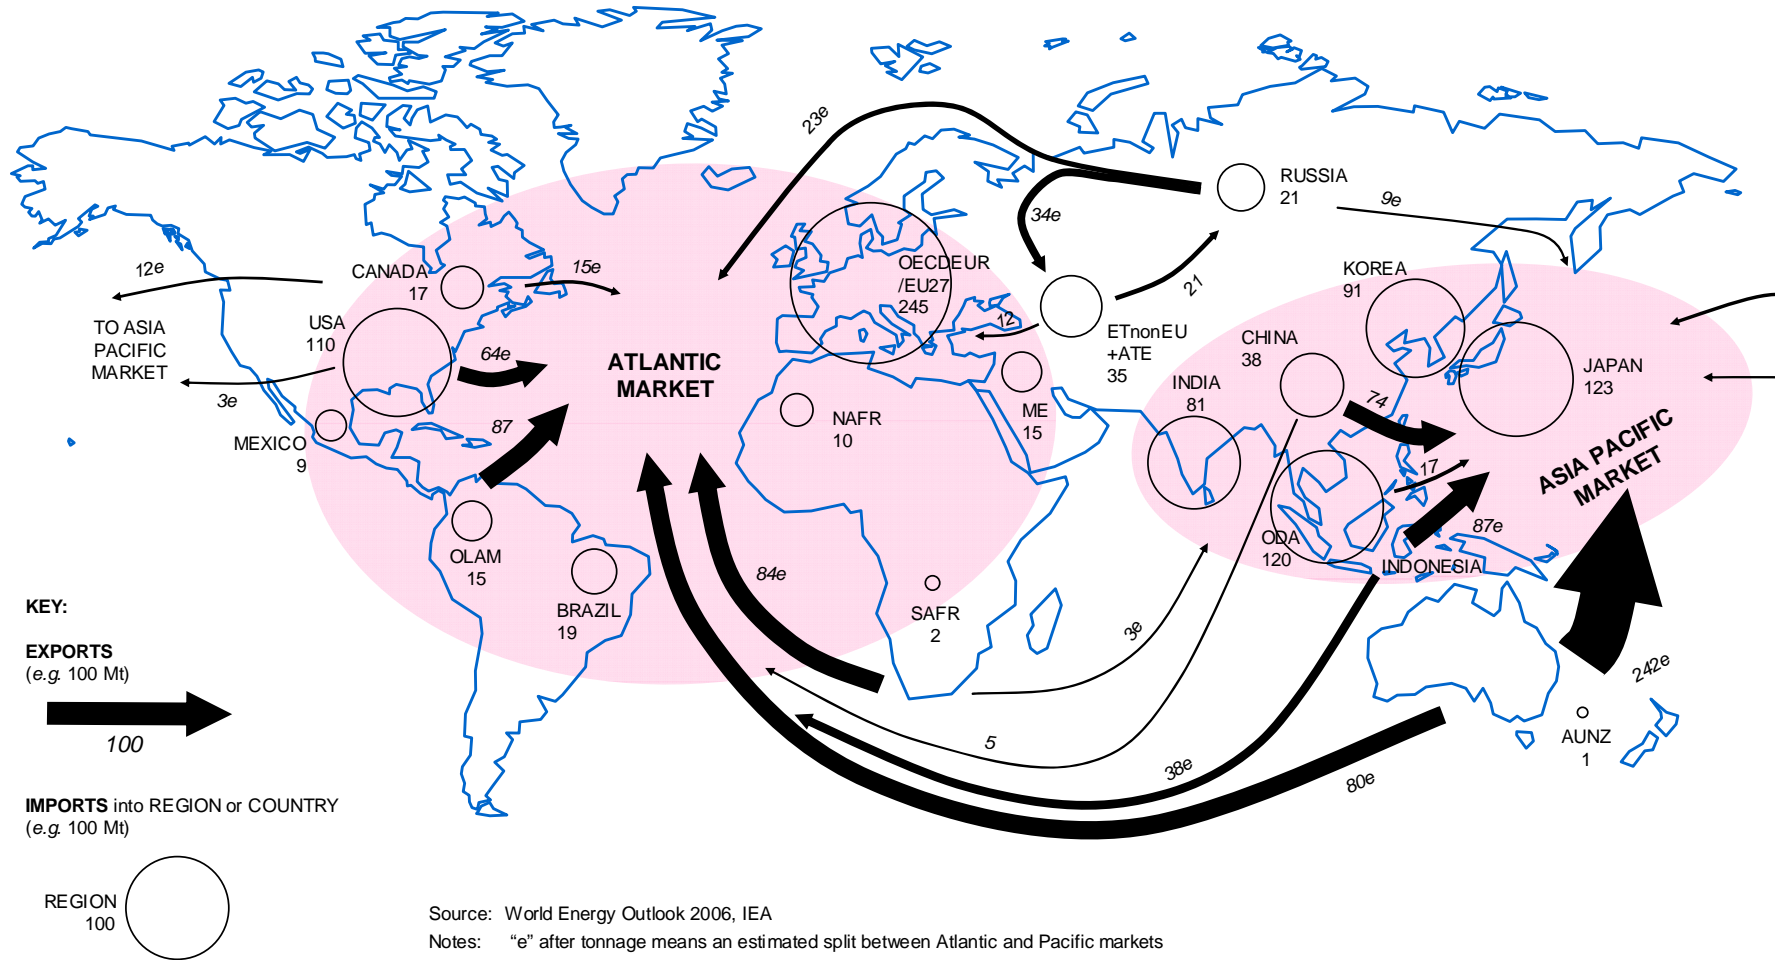 23e
RUSSIA
21
9e
34e
12e
CANADA
17
15e
OECDEUR
/EU27
245
KOREA
91
21
TO ASIA
PACIFIC
MARKET
USA
110
64e
ATLANTIC
MARKET
12
ETnonEU
+ATE
35
CHINA
38
JAPAN
123
3e
INDIA
81
74
MEXICO
9
87
NAFR
10
ME
15
17
ASIA PACIFIC
MARKET
87e
OLAM
15
84e
ODA
120
INDONESIA
BRAZIL
19
SAFR
2
3e
242e
5
38e
80e
AUNZ
1
KEY:
EXPORTS
(e.g. 100 Mt)
100
IMPORTS into REGION or COUNTRY
(e.g. 100 Mt)
REGION
100
Source: World Energy Outlook 2006, IEA
Notes: “e” after tonnage means an estimated split between Atlantic and Pacific markets